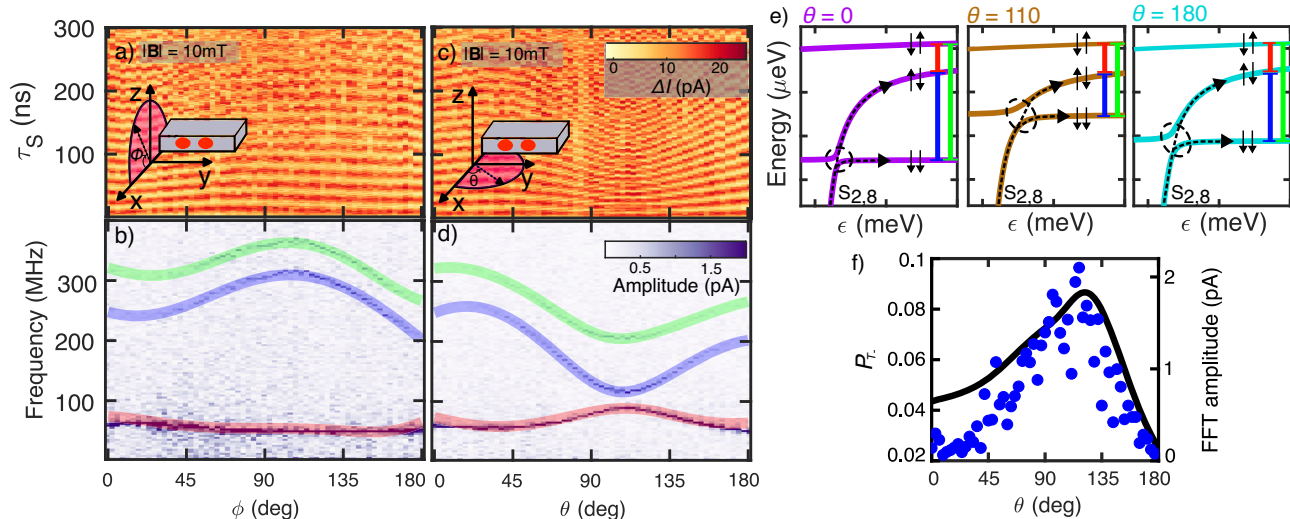 a) |B| = 10mT
c) |B| = 10mT
0 10 20
ΔI (pA)
300
200
100
0
τS (ns)
z
ϕ
y
x
z
θ
y
x
b)
d)
0.5 1.5
Amplitude (pA)
300
200
100
Frequency (MHz)
0 45 90 135 180
ϕ (deg)
0 45 90 135 180
θ (deg)
e) θ = 0 θ = 110 θ = 180
Energy (μeV)
↓↑
↑↓
↓↓
S2,8
↓↑
↑↓
↓↓
S2,8
↓↑
↑↓
↓↓
S2,8
ϵ (meV) ϵ (meV) ϵ (meV)
f)
0.1
0.08
0.06
0.04
0.02
2
1
0
FFT amplitude (pA)
0 45 90 135 180
θ (deg)